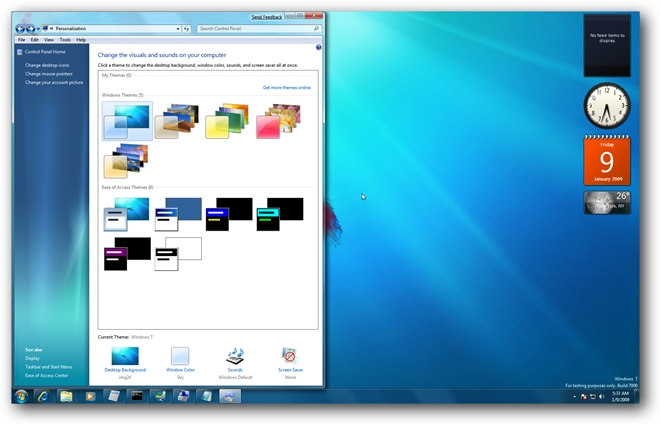 Send Feedback
Personalization
Search Control Panel
File Edit View Tools Help
Control Panel Home
Change desktop icons
Change mouse pointers
Change your account picture
Change the visuals and sounds on your computer
Click a theme to change the desktop background, window color, sounds, and screen saver all at once.
My Themes (0)
Get more themes online
Windows Themes (5)
Ease of Access Themes (6)
Current Theme: Windows 7
Desktop Background
img24
Window Color
Sky
Sounds
Windows Default
Screen Saver
None
See also
Display
Taskbar and Start Menu
Ease of Access Center
No feed items to
display.
12
Friday
9
January 2009
26°
New York, NY
Windows 7
For testing purposes only. Build 7000
5:33 AM
1/9/2009